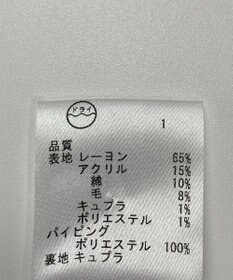 ドライ
1
品質
表地 レーヨン 65%
アクリル 15%
綿 10%
毛 8%
キュプラ 1%
ポリエステル 1%
パイピング
ポリエステル 100%
裏地 キュプラ